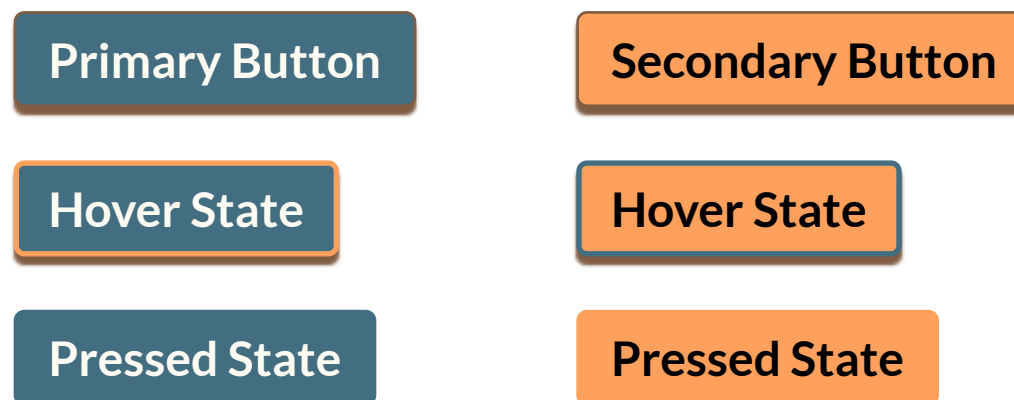 Primary Button
Secondary Button
Hover State
Hover State
Pressed State
Pressed State